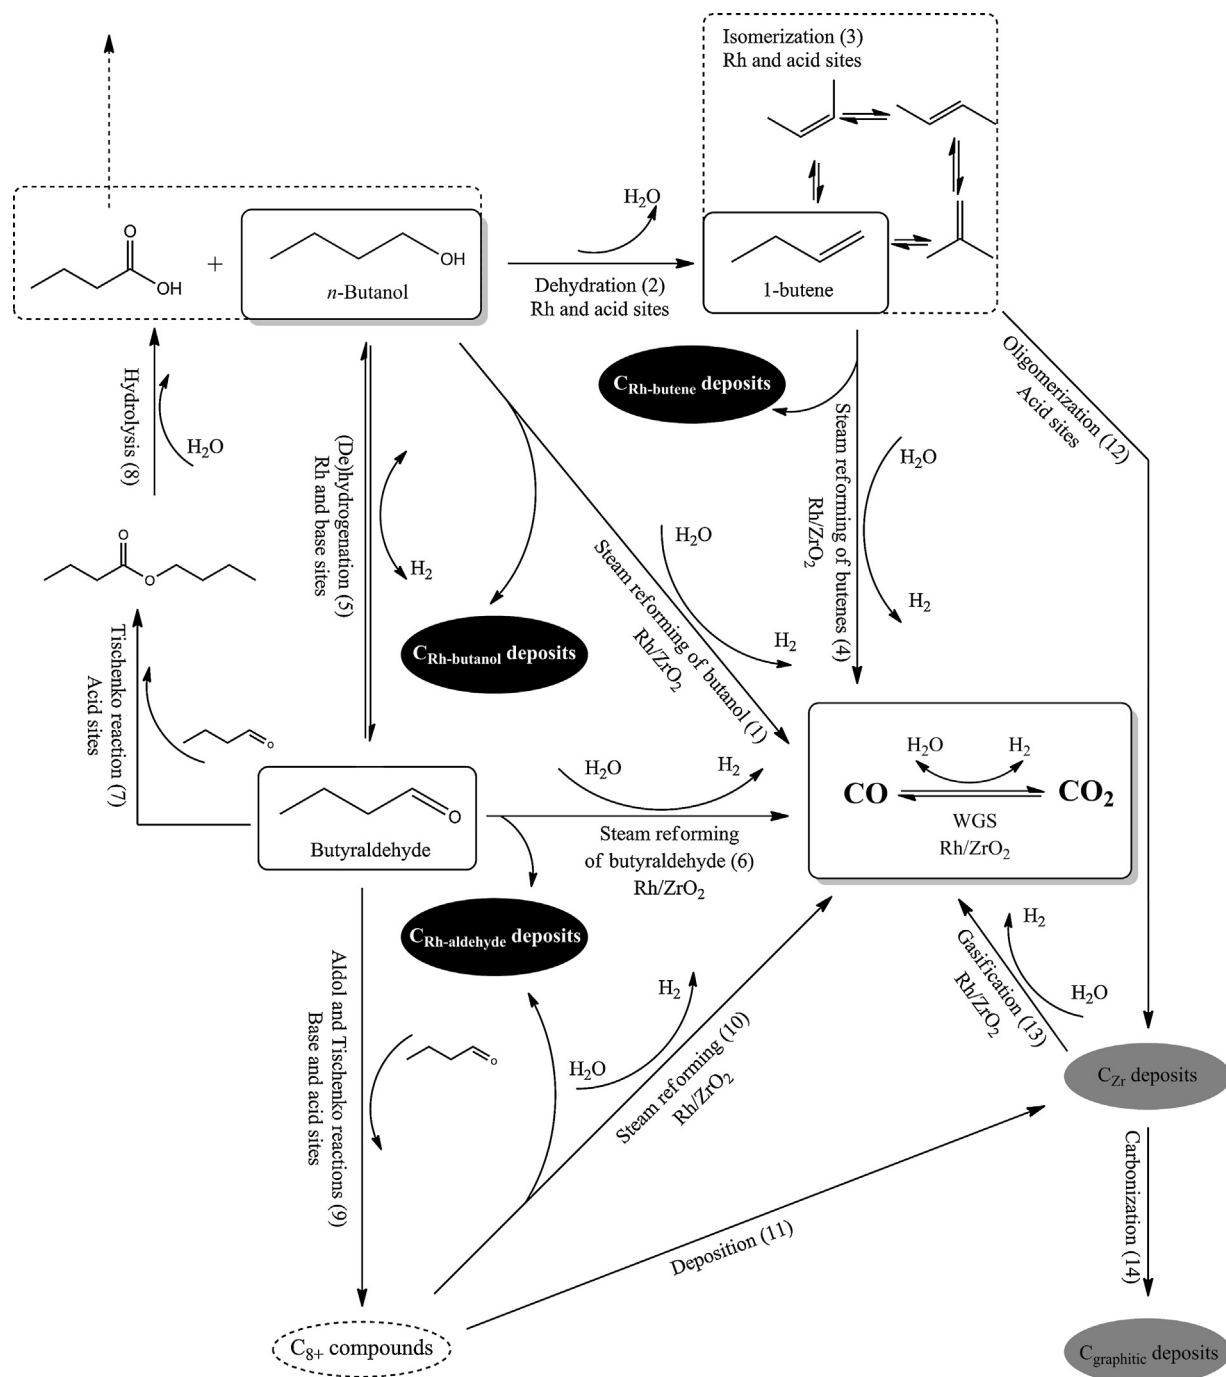 Isomerization (3)
Rh and acid sites
O
OH
+
OH
n-Butanol
H₂O
Dehydration (2)
Rh and acid sites
1-butene
Oligomerization (12)
Acid sites
C_Rh-butene deposits
Hydrolysis (8)
H₂O
(De)hydrogenation (5)
Rh and base sites
H₂
Steam reforming of butanol (1)
Rh/ZrO₂
H₂O
H₂
Steam reforming of butenes (4)
Rh/ZrO₂
H₂O
H₂
O
O
C_Rh-butanol deposits
Tischenko reaction (7)
Acid sites
O
O
Butyraldehyde
H₂O
H₂
Steam reforming
of butyraldehyde (6)
Rh/ZrO₂
H₂O
H₂
CO
CO₂
WGS
Rh/ZrO₂
C_Rh-aldehyde deposits
Aldol and Tischenko reactions (9)
Base and acid sites
O
H₂O
H₂
Steam reforming (10)
Rh/ZrO₂
Gasification (13)
Rh/ZrO₂
H₂
H₂O
C_Zr deposits
Deposition (11)
Carbonization (14)
C₈₊ compounds
C_graphitic deposits